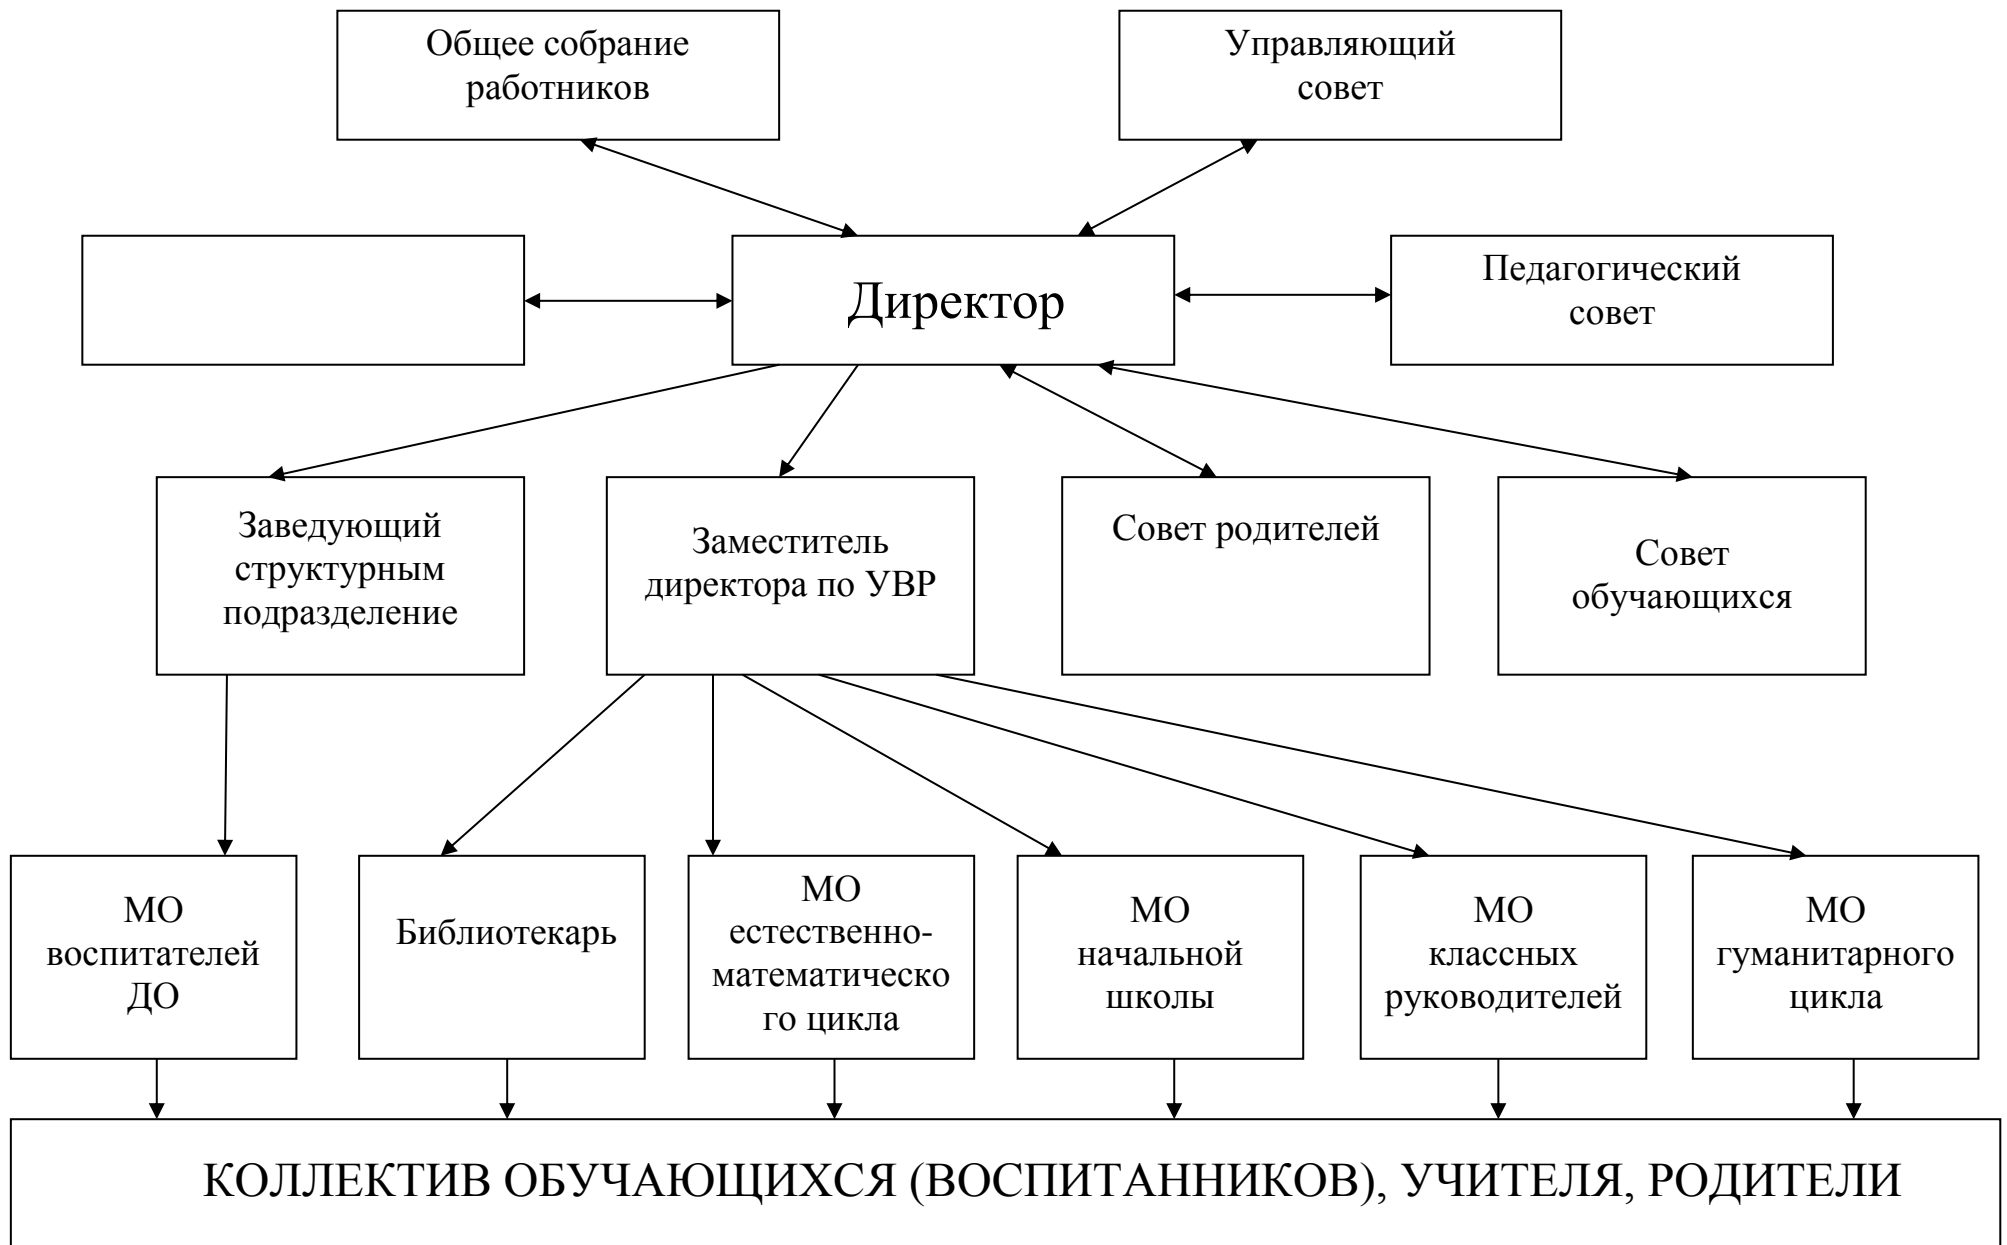 Общее собрание
работников
Управляющий
совет
Директор
Педагогический
совет
Заведующий
структурным
подразделение
Заместитель
директора по УВР
Совет родителей
Совет
обучающихся
МО
воспитателей
ДО
Библиотекарь
МО
естественно-
математическо
го цикла
МО
начальной
школы
МО
классных
руководителей
МО
гуманитарного
цикла
КОЛЛЕКТИВ ОБУЧАЮЩИХСЯ (ВОСПИТАННИКОВ), УЧИТЕЛЯ, РОДИТЕЛИ